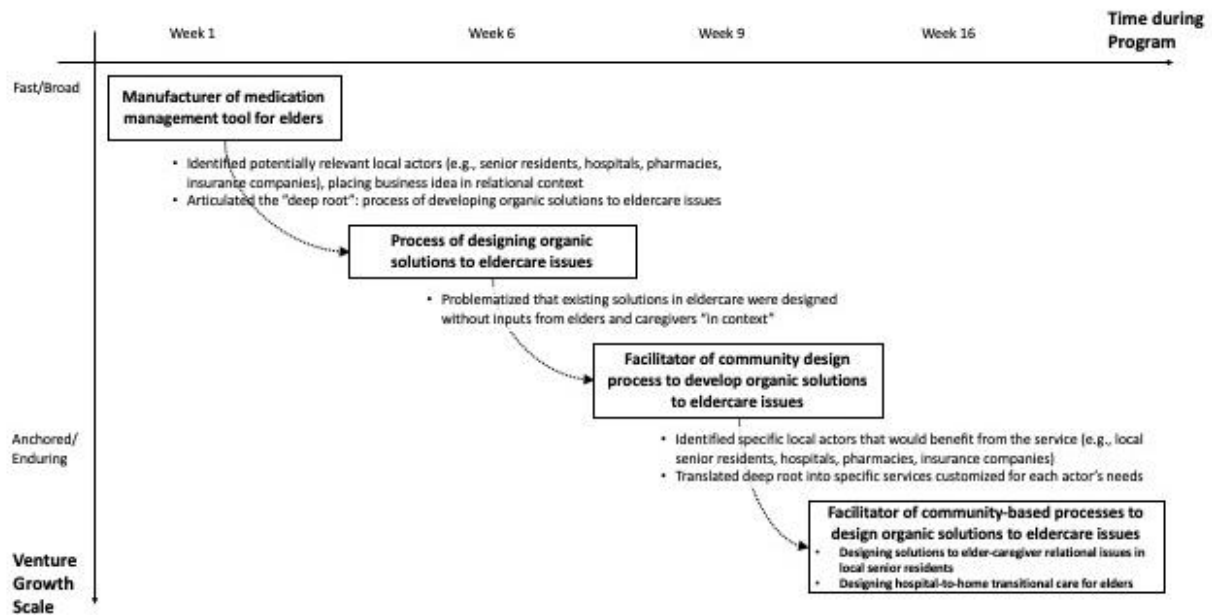 Week 1
Week 6
Week 9
Week 16
Time during
Program
Fast/Broad
Manufacturer of medication
management tool for elders
• Identified potentially relevant local actors (e.g., senior residents, hospitals, pharmacies,
insurance companies), placing business idea in relational context
• Articulated the "deep root": process of developing organic solutions to eldercare issues
Process of designing organic
solutions to eldercare issues
• Problematized that existing solutions in eldercare were designed
without inputs from elders and caregivers "in context"
Facilitator of community design
process to develop organic solutions
to eldercare issues
Anchored/
Enduring
• Identified specific local actors that would benefit from the service (e.g., local
senior residents, hospitals, pharmacies, insurance companies)
• Translated deep root into specific services customized for each actor's needs
Facilitator of community-based processes to
design organic solutions to eldercare issues
• Designing solutions to elder-caregiver relational issues in
local senior residents
• Designing hospital-to-home transitional care for elders
Venture
Growth
Scale